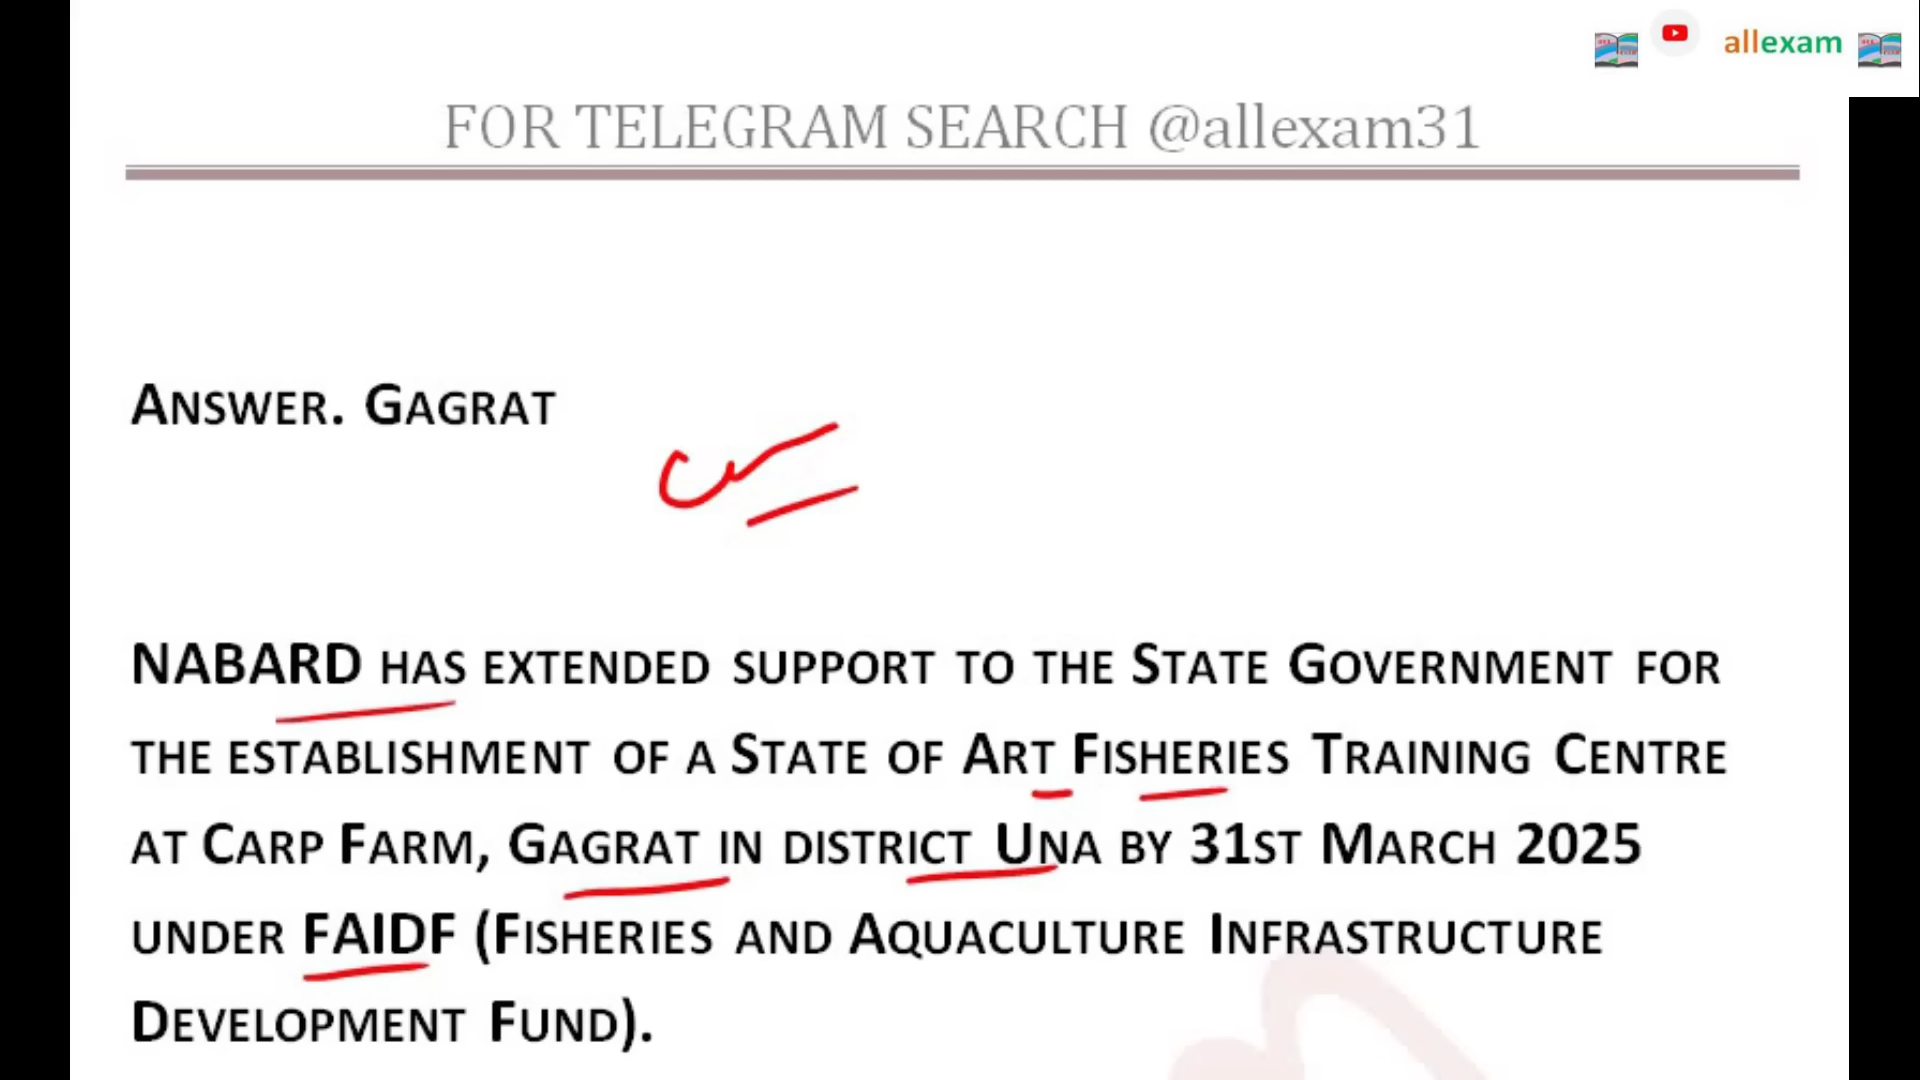 allexam
FOR TELEGRAM SEARCH @allexam31
ANSWER. GAGRAT
NABARD HAS EXTENDED SUPPORT TO THE STATE GOVERNMENT FOR
THE ESTABLISHMENT OF A STATE OF ART FISHERIES TRAINING CENTRE
AT CARP FARM, GAGRAT IN DISTRICT UNA BY 31ST MARCH 2025
UNDER FAIDF (FISHERIES AND AQUACULTURE INFRASTRUCTURE
DEVELOPMENT FUND).